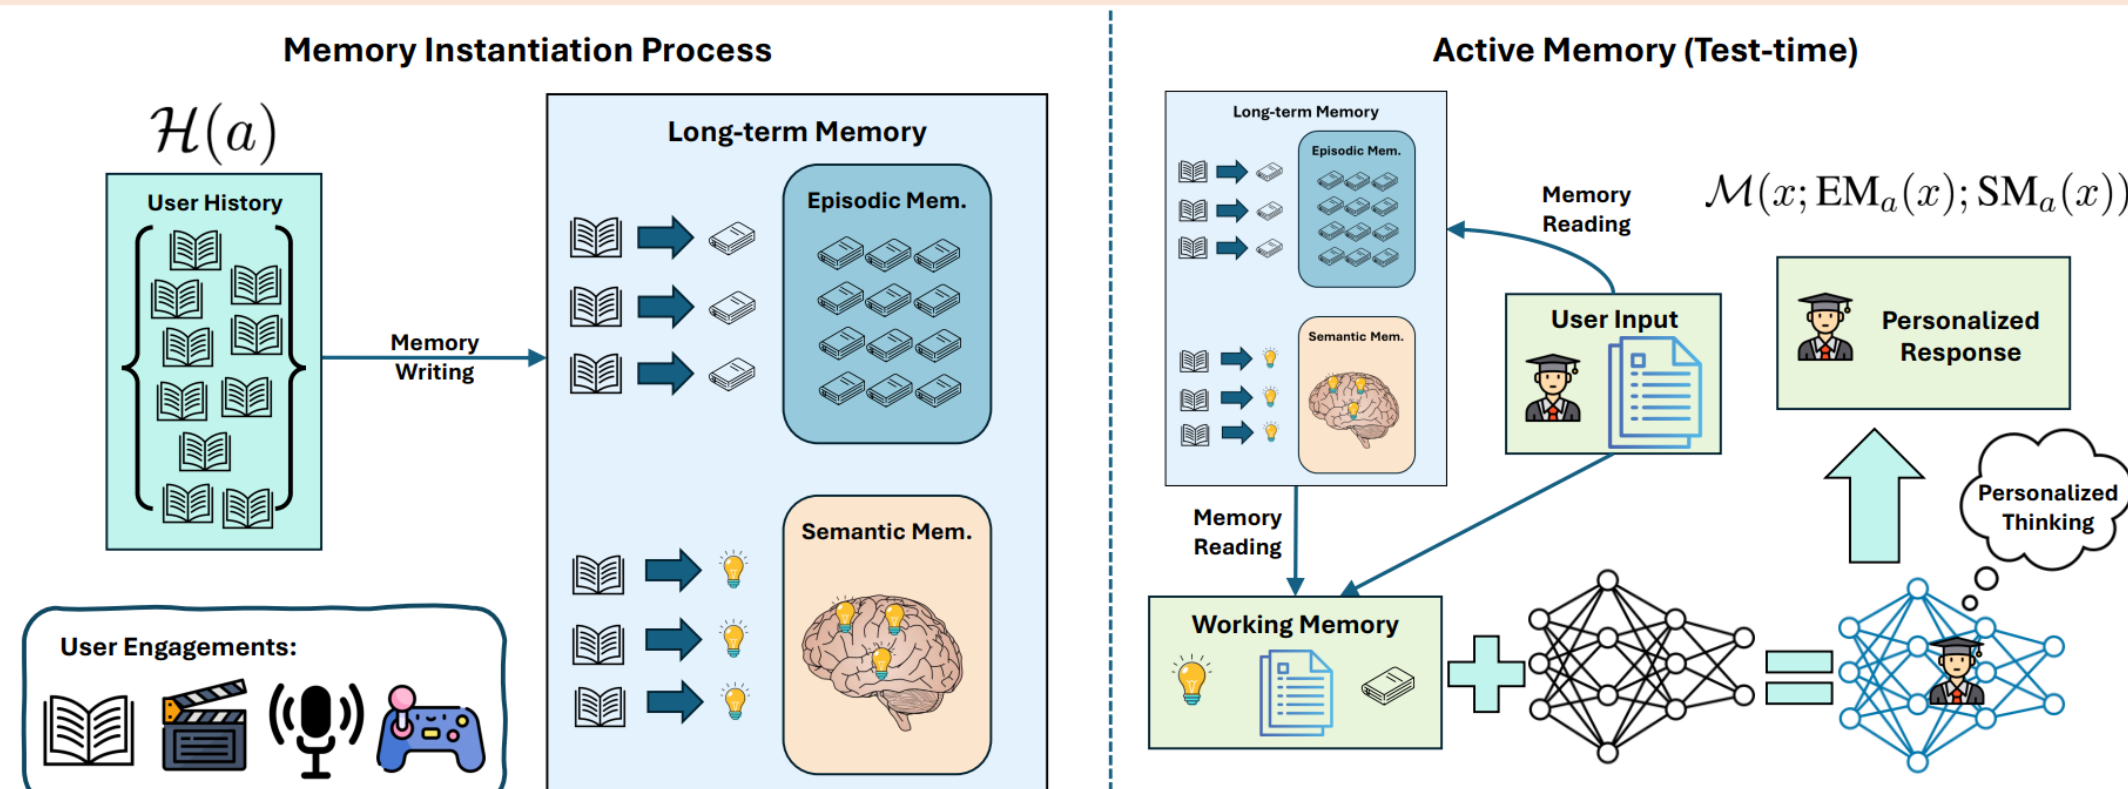 Memory Instantiation Process
H(a)
User History
Memory
Writing
User Engagements:
Long-term Memory
Episodic Mem.
Semantic Mem.
Active Memory (Test-time)
Long-term Memory
Episodic Mem.
Semantic Mem.
Memory
Reading
User Input
M(x; EMₐ(x); SMₐ(x))
Personalized
Response
Personalized
Thinking
Memory
Reading
Working Memory